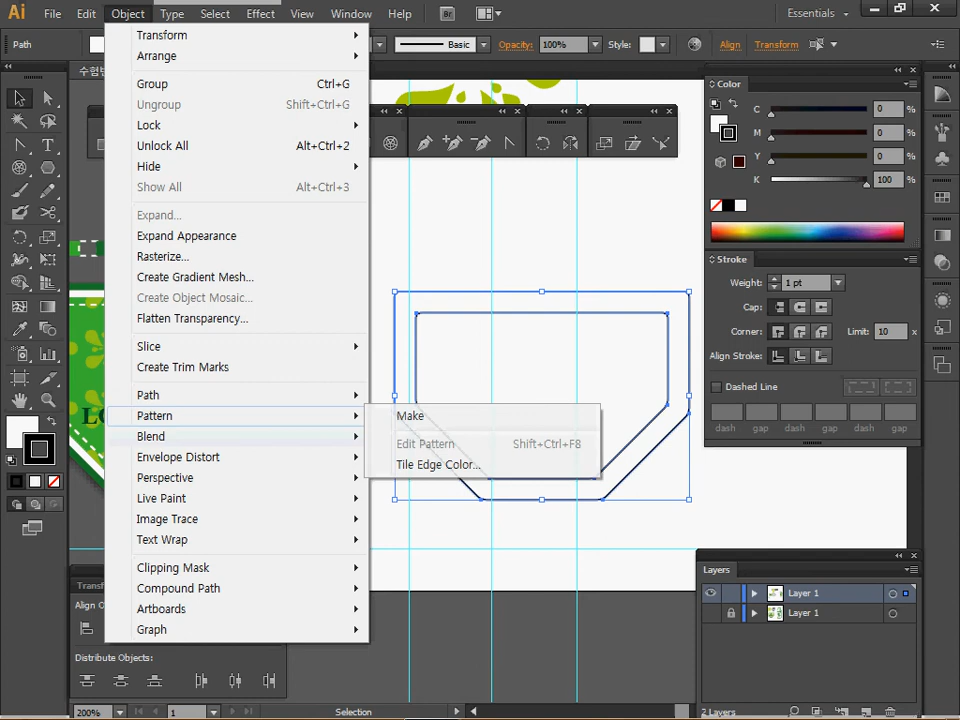 Ai File Edit Object Type Select Effect View Window Help Br Essentials
Path Basic Opacity: 100% Style: Align Transform
Transform
Arrange
Group Ctrl+G
Ungroup Shift+Ctrl+G
Lock
Unlock All Alt+Ctrl+2
Hide
Show All Alt+Ctrl+3
Expand...
Expand Appearance
Rasterize...
Create Gradient Mesh...
Create Object Mosaic...
Flatten Transparency...
Slice
Create Trim Marks
Path
Pattern
Blend
Envelope Distort
Perspective
Live Paint
Image Trace
Text Wrap
Clipping Mask
Compound Path
Artboards
Graph
Make
Edit Pattern Shift+Ctrl+F8
Tile Edge Color...
Color
C 0 %
M 0 %
Y 0 %
K 100 %
Stroke
Weight: 1 pt
Cap:
Corner: Limit: 10 x
Align Stroke:
Dashed Line
dash gap dash gap dash gap
Layers
Layer 1
Layer 1
2 Layers
Distribute Objects:
200% 1 Selection